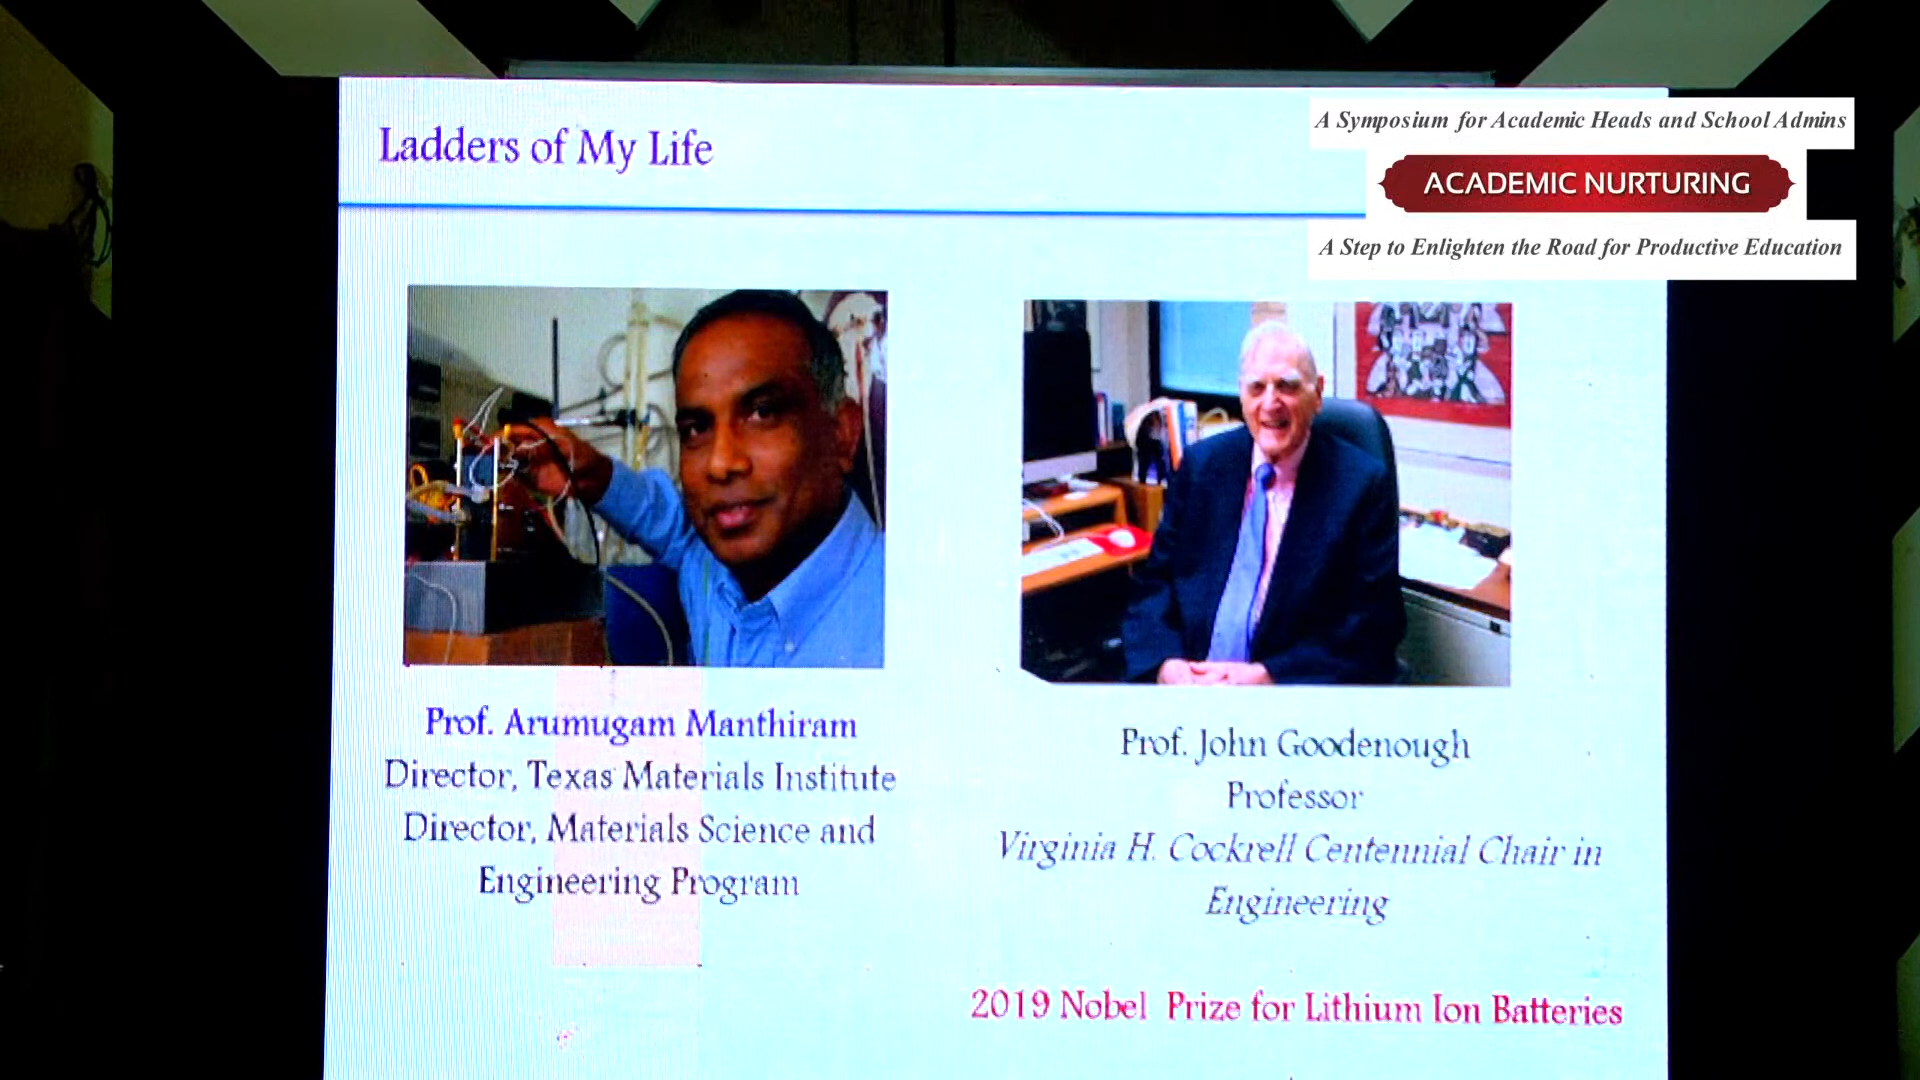 Ladders of My Life
A Symposium for Academic Heads and School Admins
ACADEMIC NURTURING
A Step to Enlighten the Road for Productive Education
Prof. Arumugam Manthiram
Director, Texas Materials Institute
Director, Materials Science and
Engineering Program
Prof. John Goodenough
Professor
Virginia H. Cockrell Centennial Chair in
Engineering
2019 Nobel Prize for Lithium Ion Batteries